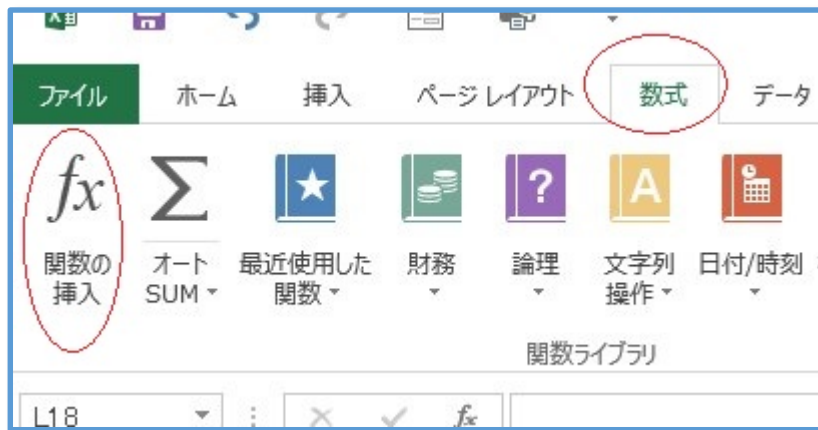 ファイル ホーム 挿入 ページ レイアウト 数式 データ
fx Σ ? A
関数の オート 最近使用した 財務 論理 文字列 日付/時刻
挿入 SUM 関数 操作
関数ライブラリ
L18 fx